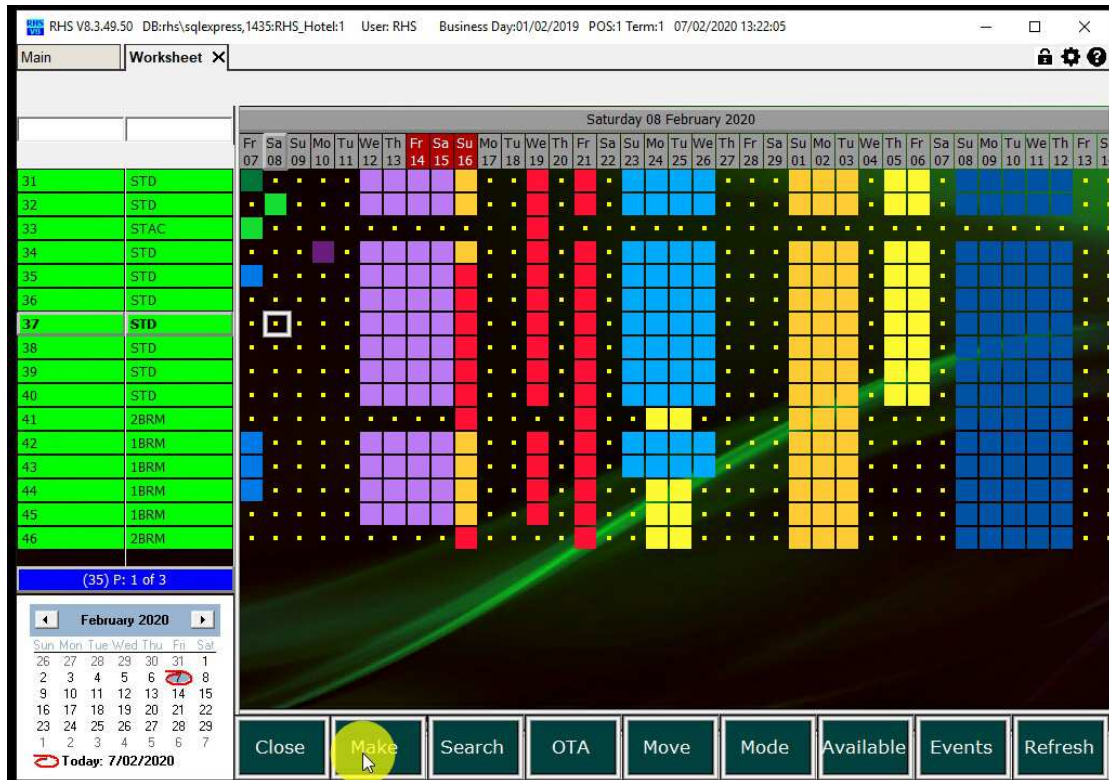 RHS V8.3.49.50 DB:rhs\sqlexpress,1435:RHS_Hotel:1 User: RHS Business Day:01/02/2019 POS:1 Term:1 07/02/2020 13:22:05
Main Worksheet X
Saturday 08 February 2020
Fr Sa Su Mo Tu We Th Fr Sa Su Mo Tu We Th Fr Sa Su Mo Tu We Th Fr Sa Su Mo Tu We Th Fr Sa Su Mo Tu We Th Fr S
07 08 09 10 11 12 13 14 15 16 17 18 19 20 21 22 23 24 25 26 27 28 29 01 02 03 04 05 06 07 08 09 10 11 12 13 1
31 STD
32 STD
33 STAC
34 STD
35 STD
36 STD
37 STD
38 STD
39 STD
40 STD
41 2BRM
42 1BRM
43 1BRM
44 1BRM
45 1BRM
46 2BRM
(35) P: 1 of 3
February 2020
Sun Mon Tue Wed Thu Fri Sat
26 27 28 29 30 31 1
2 3 4 5 6 7 8
9 10 11 12 13 14 15
16 17 18 19 20 21 22
23 24 25 26 27 28 29
1 2 3 4 5 6 7
Today: 7/02/2020
Close Make Search OTA Move Mode Available Events Refresh